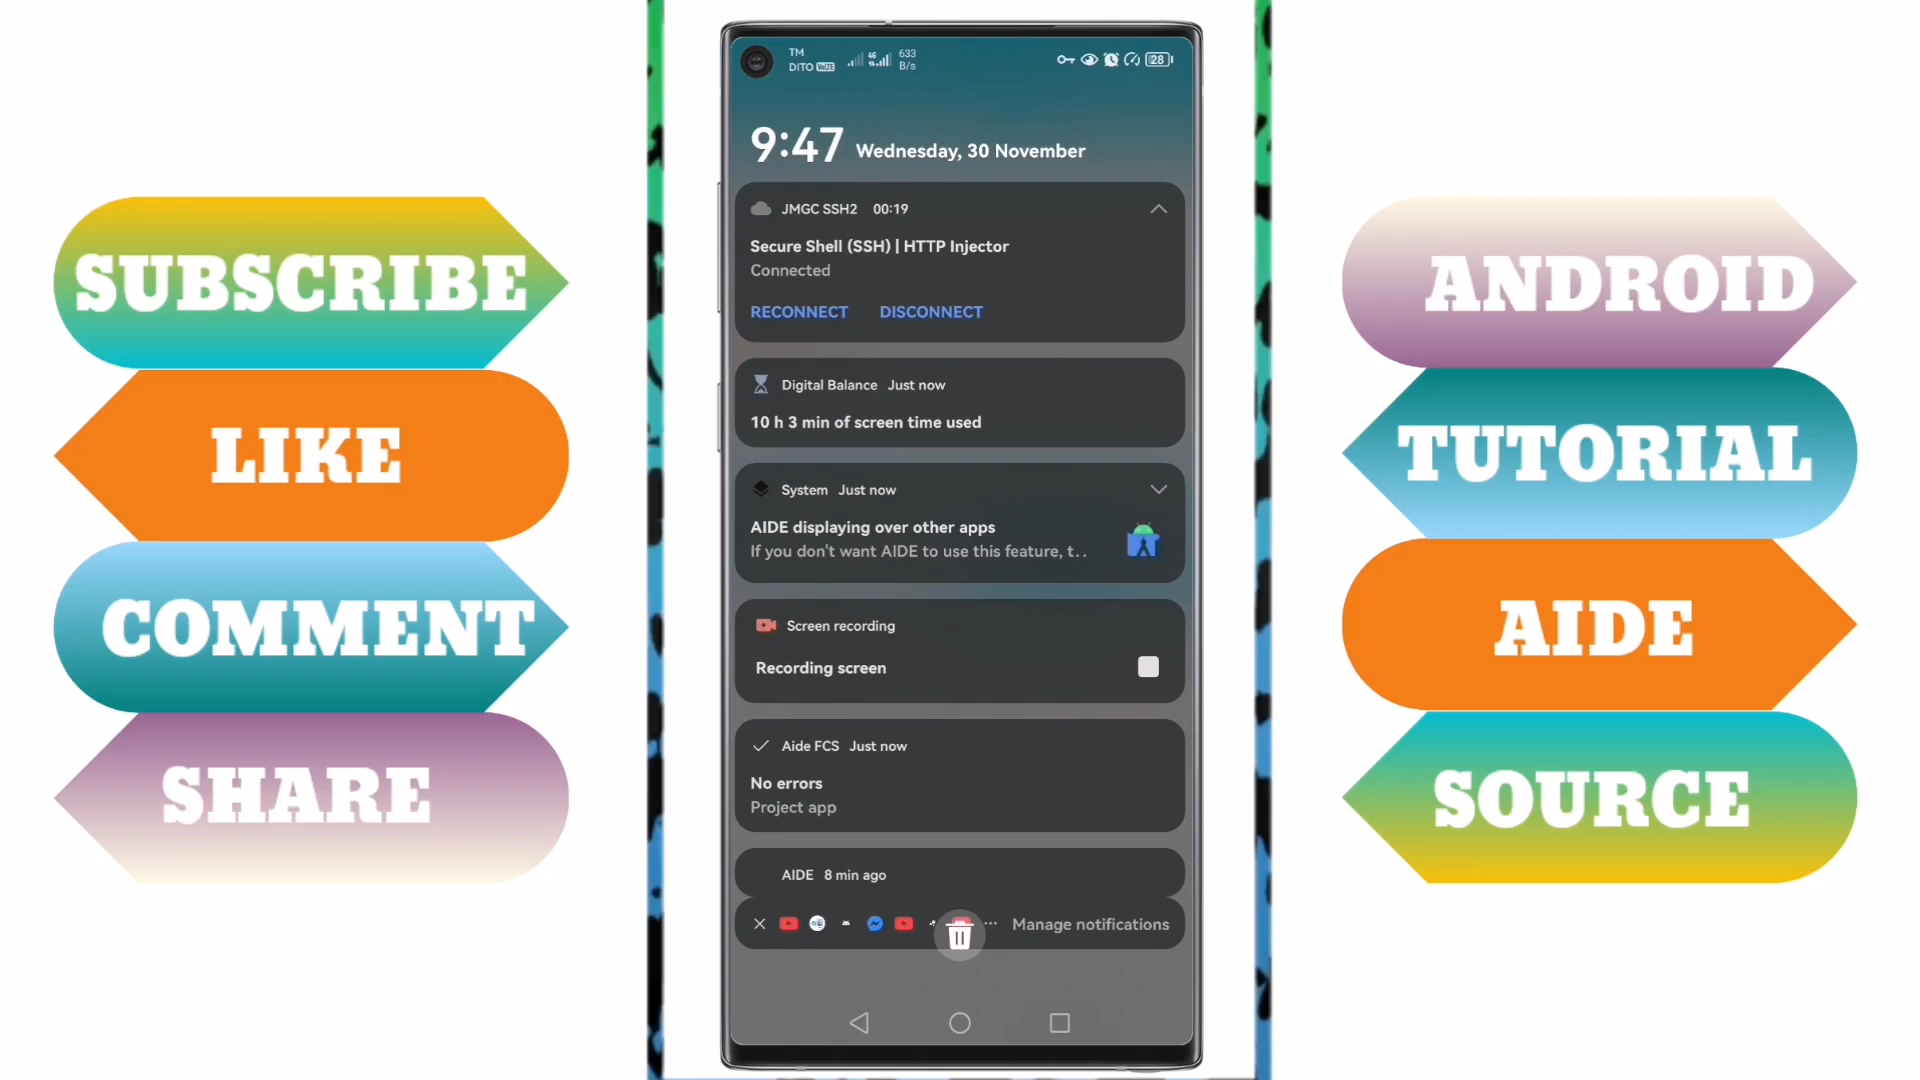 SUBSCRIBE
LIKE
COMMENT
SHARE
TM
DITO VoLTE
4G
633
B/s
28
9:47 Wednesday, 30 November
JMGC SSH2 00:19
Secure Shell (SSH) | HTTP Injector
Connected
RECONNECT DISCONNECT
Digital Balance Just now
10 h 3 min of screen time used
System Just now
AIDE displaying over other apps
If you don't want AIDE to use this feature, t..
Screen recording
Recording screen
Aide FCS Just now
No errors
Project app
AIDE 8 min ago
Manage notifications
ANDROID
TUTORIAL
AIDE
SOURCE